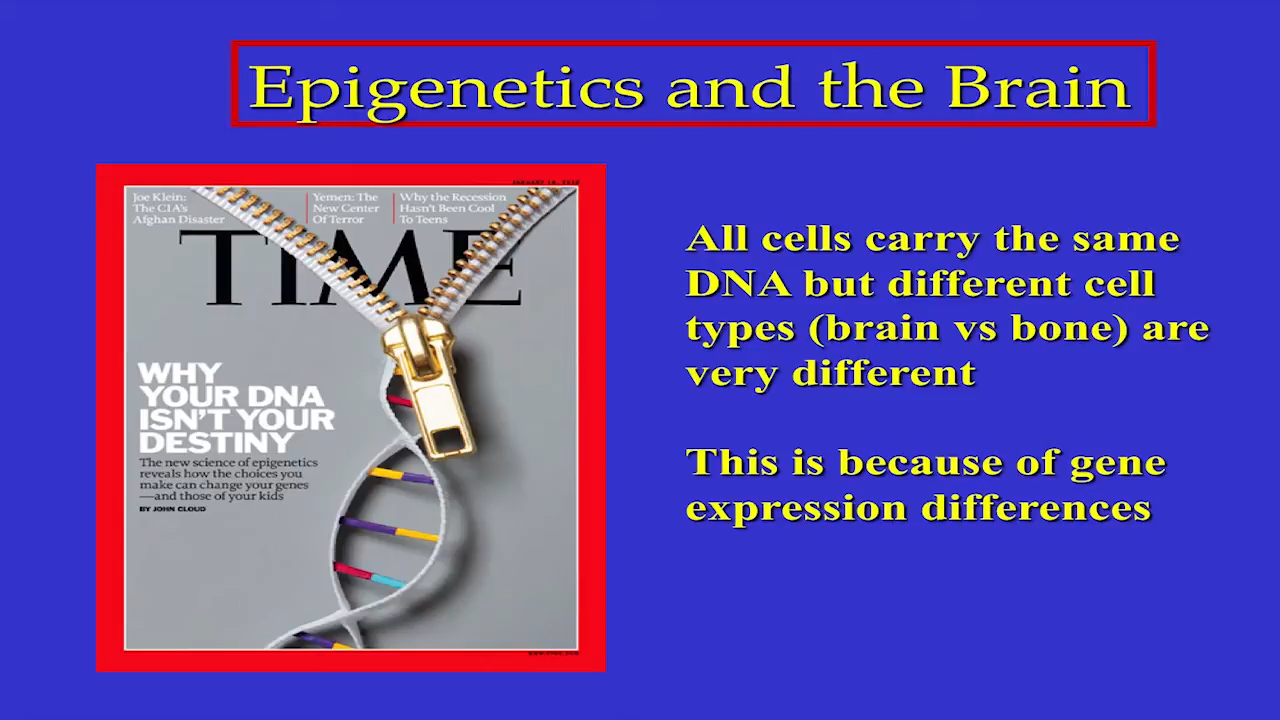 Epigenetics and the Brain
Joe Klein:
The CIA's
Afghan Disaster
Yemen: The
New Center
Of Terror
Why the Recession
Hasn't Been Cool
To Teens
TIME
WHY
YOUR DNA
ISN'T YOUR
DESTINY
The new science of epigenetics
reveals how the choices you
make can change your genes
—and those of your kids
BY JOHN CLOUD
All cells carry the same
DNA but different cell
types (brain vs bone) are
very different
This is because of gene
expression differences